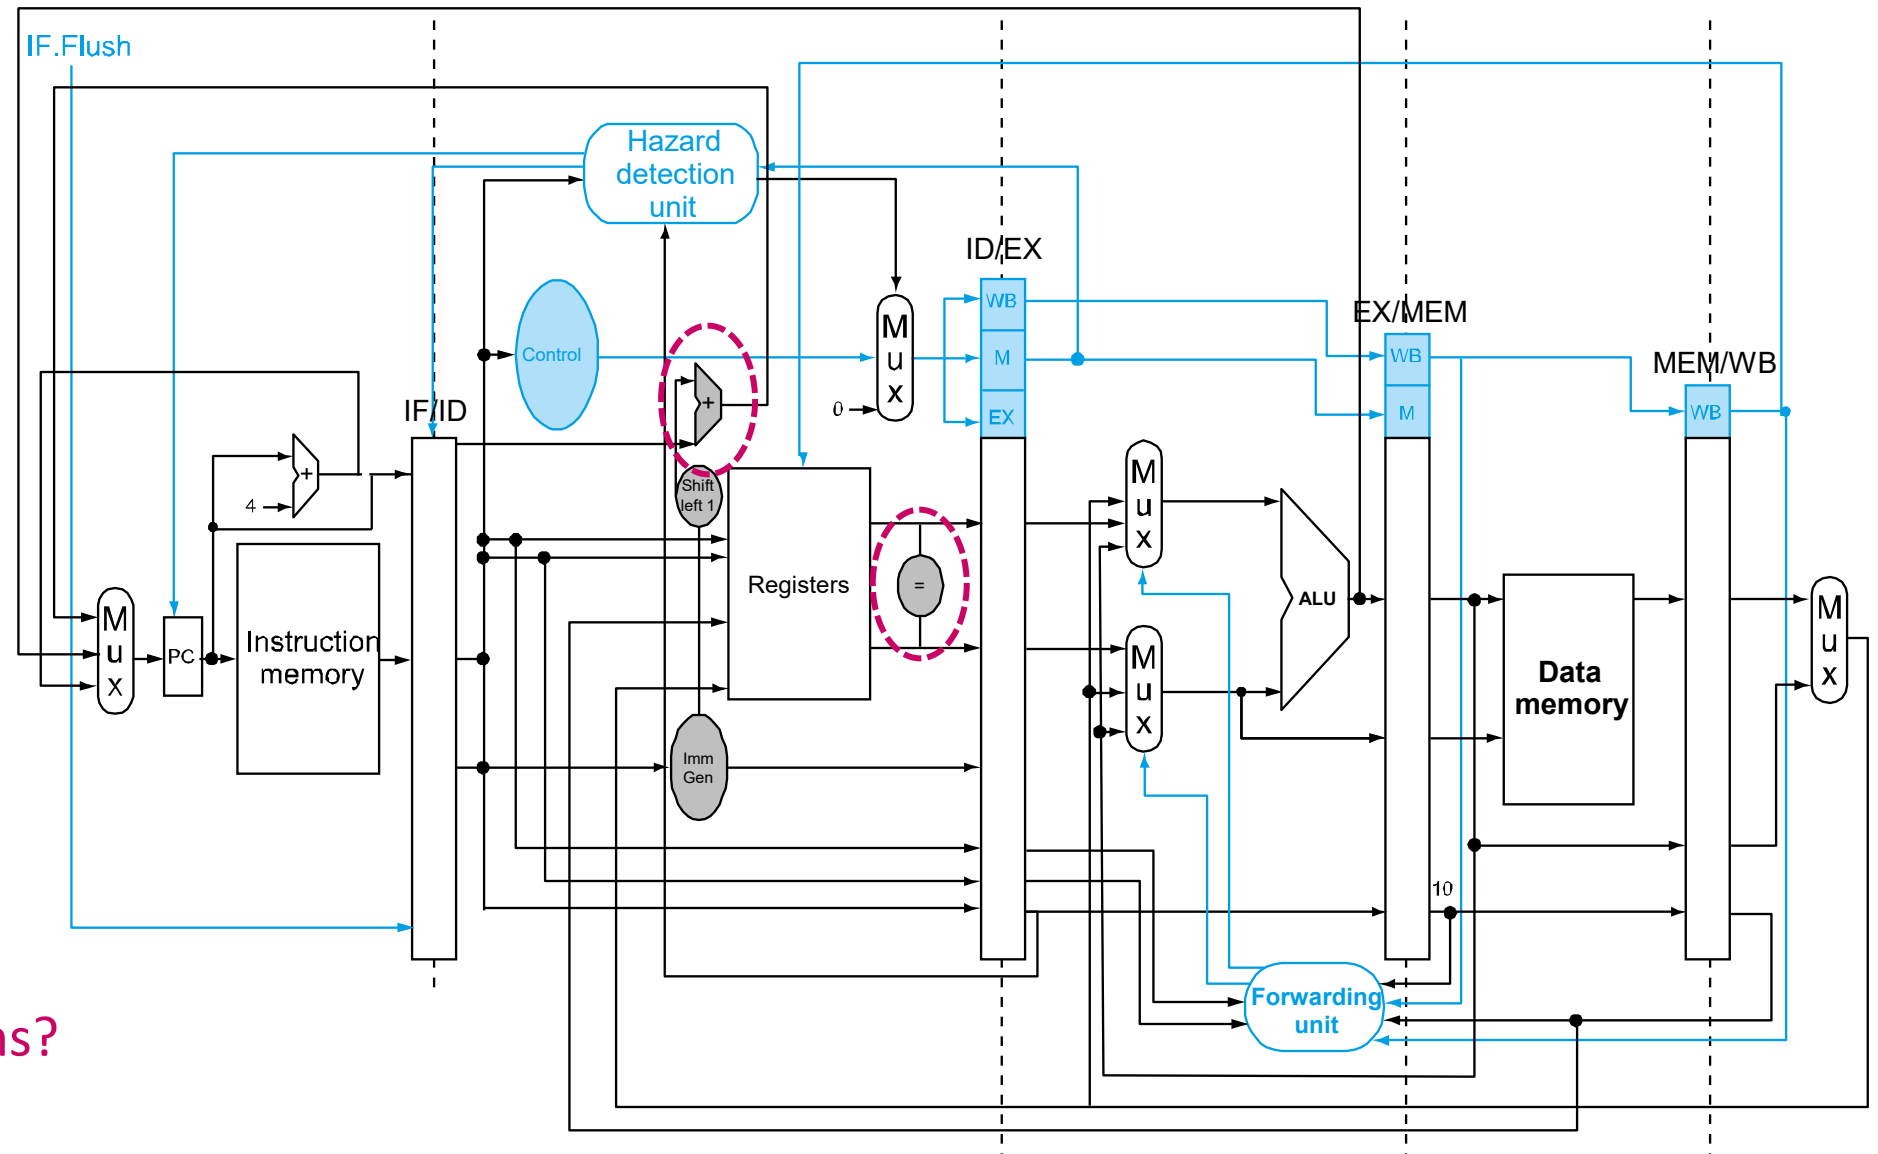 IF.Flush
Hazard
detection
unit
ID/EX
WB
M
EX
EX/MEM
WB
M
MEM/WB
WB
Control
M
u
x
0
+
IF/ID
+
4
Shift
left 1
M
u
x
M
u
x
PC
Instruction
memory
Registers
=
M
u
x
ALU
Data
memory
M
u
x
Imm
Gen
10
Forwarding
unit
ns?